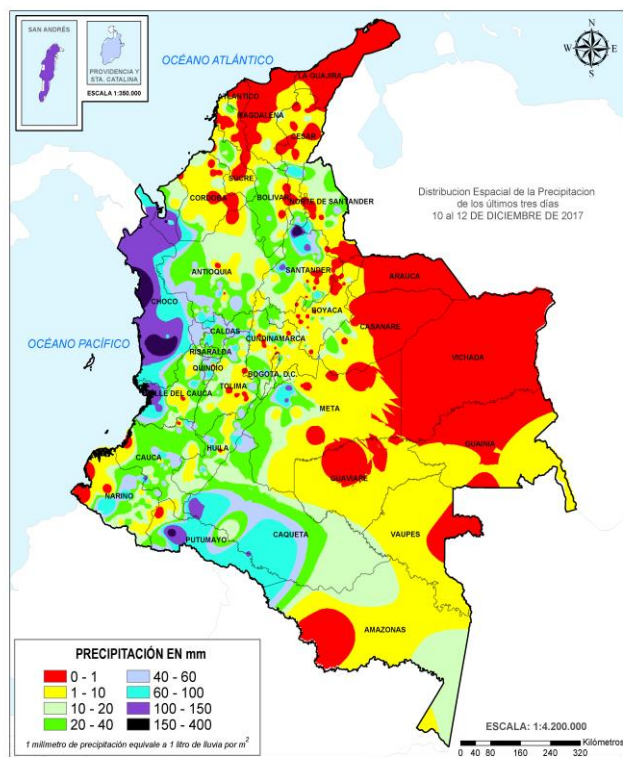 SAN ANDRÉS
PROVIDENCIA Y
STA. CATALINA
ESCALA 1:350.000
OCÉANO ATLÁNTICO
N
W
E
S
LA GUAJIRA
ATLANTICO
MAGDALENA
CESAR
SUCRE
CORDOBA
BOLIVAR
NORTE DE SANTANDER
Distribucion Espacial de la Precipitacion
de los últimos tres días
10 al 12 DE DICIEMBRE DE 2017
ANTIOQUIA
SANTANDER
ARAUCA
CHOCO
BOYACA
CASANARE
CALDAS
CUNDINAMARCA
VICHADA
OCÉANO PACÍFICO
RISARALDA
QUINDIO
BOGOTA, D.C.
TOLIMA
VALLE DEL CAUCA
META
GUAINIA
CAUCA
HUILA
GUAVIARE
NARIÑO
VAUPES
PUTUMAYO
CAQUETA
AMAZONAS
PRECIPITACIÓN EN mm
0 - 1
40 - 60
1 - 10
60 - 100
10 - 20
100 - 150
20 - 40
150 - 400
1 milimetro de precipitación equivale a 1 litro de lluvia por m²
ESCALA: 1:4.200.000
Kilómetros
0 40 80 160 240 320